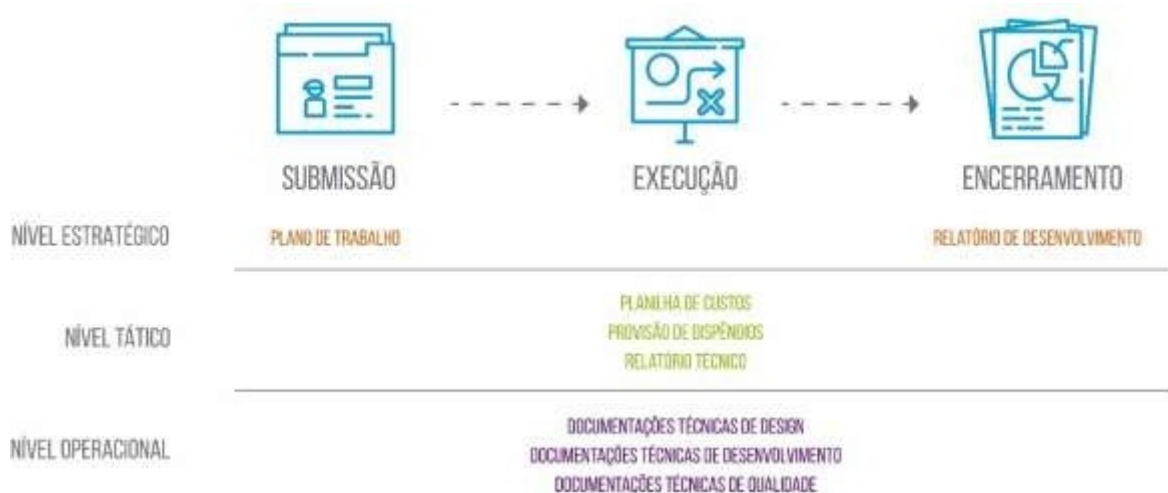 SUBMISSÃO
EXECUÇÃO
ENCERRAMENTO
NÍVEL ESTRATÉGICO
PLANO DE TRABALHO
RELATÓRIO DE DESENVOLVIMENTO
NÍVEL TÁTICO
PLANILHA DE CUSTOS
PROVISÃO DE DISPÊNDIOS
RELATÓRIO TÉCNICO
NÍVEL OPERACIONAL
DOCUMENTAÇÕES TÉCNICAS DE DESIGN
DOCUMENTAÇÕES TÉCNICAS DE DESENVOLVIMENTO
DOCUMENTAÇÕES TÉCNICAS DE QUALIDADE